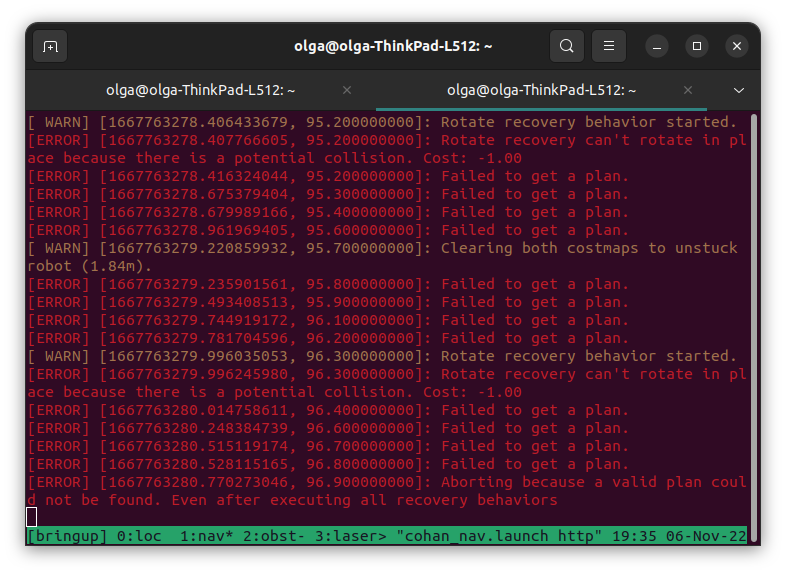 olga@olga-ThinkPad-L512: ~
olga@olga-ThinkPad-L512: ~
olga@olga-ThinkPad-L512: ~
[ WARN] [1667763278.406433679, 95.200000000]: Rotate recovery behavior started.
[ERROR] [1667763278.407766605, 95.200000000]: Rotate recovery can't rotate in pl
ace because there is a potential collision. Cost: -1.00
[ERROR] [1667763278.416324044, 95.200000000]: Failed to get a plan.
[ERROR] [1667763278.675379404, 95.300000000]: Failed to get a plan.
[ERROR] [1667763278.679989166, 95.400000000]: Failed to get a plan.
[ERROR] [1667763278.961969405, 95.600000000]: Failed to get a plan.
[ WARN] [1667763279.220859932, 95.700000000]: Clearing both costmaps to unstuck
robot (1.84m).
[ERROR] [1667763279.235901561, 95.800000000]: Failed to get a plan.
[ERROR] [1667763279.493408513, 95.900000000]: Failed to get a plan.
[ERROR] [1667763279.744919172, 96.100000000]: Failed to get a plan.
[ERROR] [1667763279.781704596, 96.200000000]: Failed to get a plan.
[ WARN] [1667763279.996035053, 96.300000000]: Rotate recovery behavior started.
[ERROR] [1667763279.996245980, 96.300000000]: Rotate recovery can't rotate in pl
ace because there is a potential collision. Cost: -1.00
[ERROR] [1667763280.014758611, 96.400000000]: Failed to get a plan.
[ERROR] [1667763280.248384739, 96.600000000]: Failed to get a plan.
[ERROR] [1667763280.515119174, 96.700000000]: Failed to get a plan.
[ERROR] [1667763280.528115165, 96.800000000]: Failed to get a plan.
[ERROR] [1667763280.770273046, 96.900000000]: Aborting because a valid plan coul
d not be found. Even after executing all recovery behaviors
[bringup] 0:loc  1:nav* 2:obst- 3:laser> "cohan_nav.launch http" 19:35 06-Nov-22